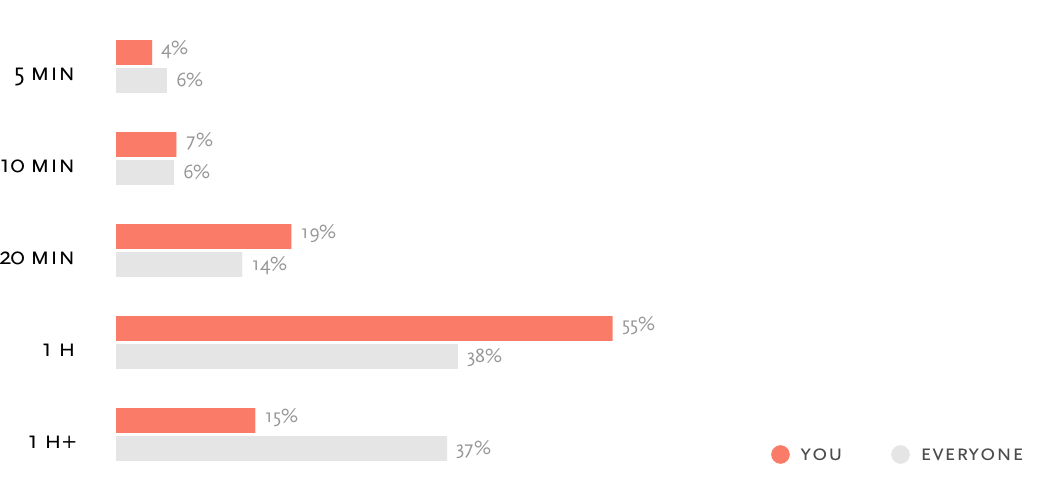 4%
5 MIN
6%
7%
10 MIN
6%
19%
20 MIN
14%
55%
1 H
38%
15%
1 H+
37%
YOU
EVERYONE